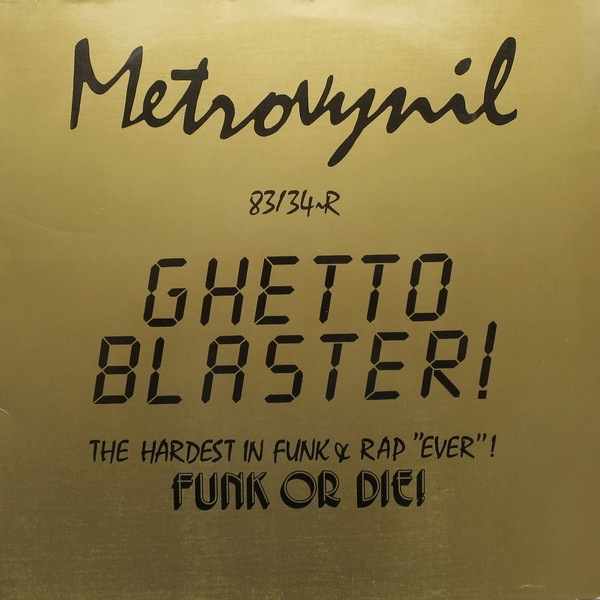 Metrovynil
83/34~R
GHETTO
BLASTER!
THE HARDEST IN FUNK & RAP "EVER"!
FUNK OR DIE!